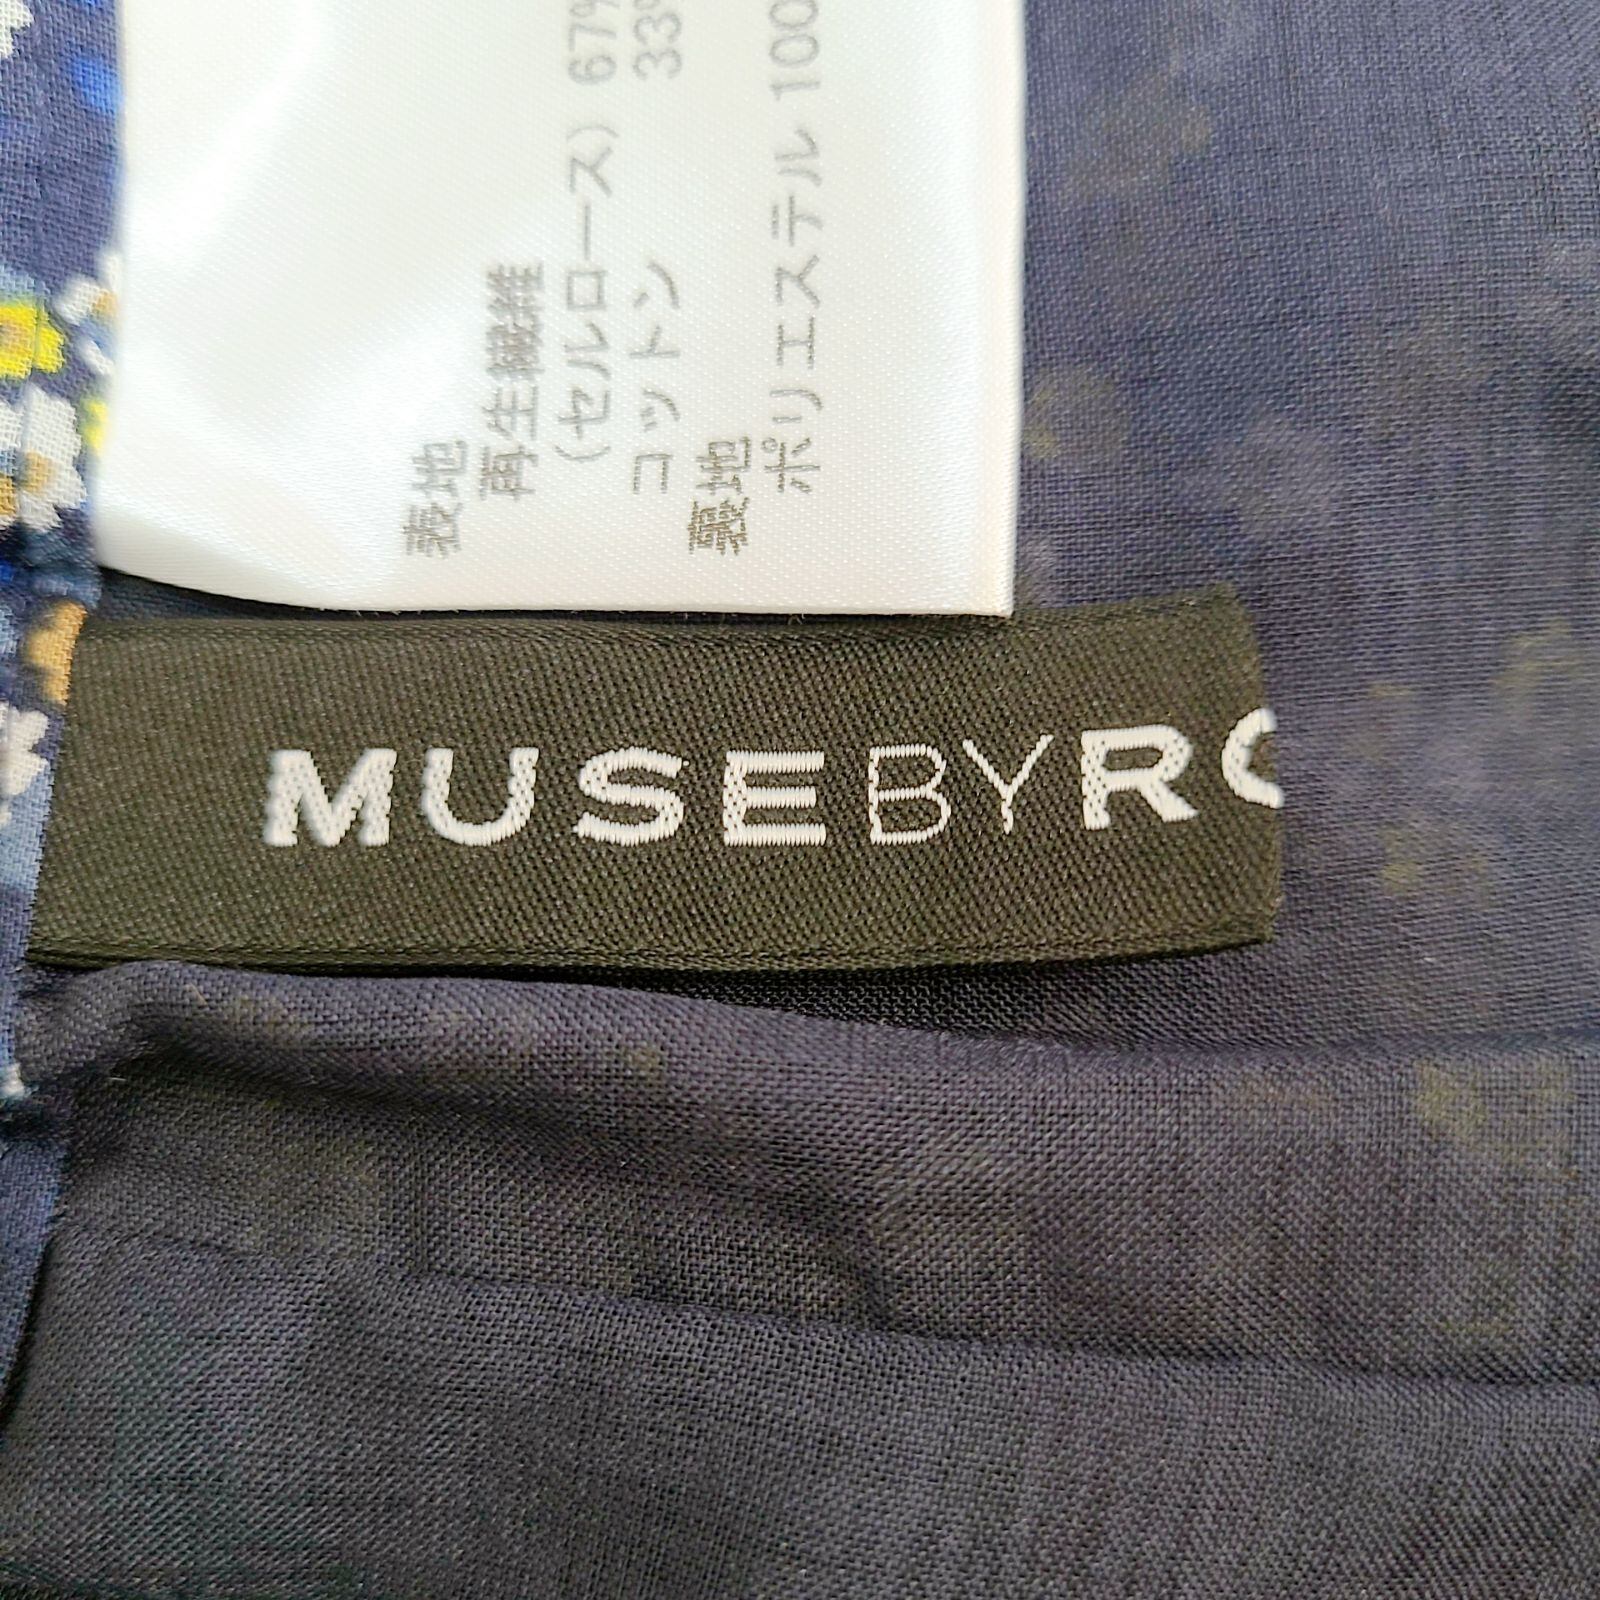 表地
再生繊維
(セルロース) 67%
コットン 33%
裏地
ポリエステル 100
MUSEBYRO